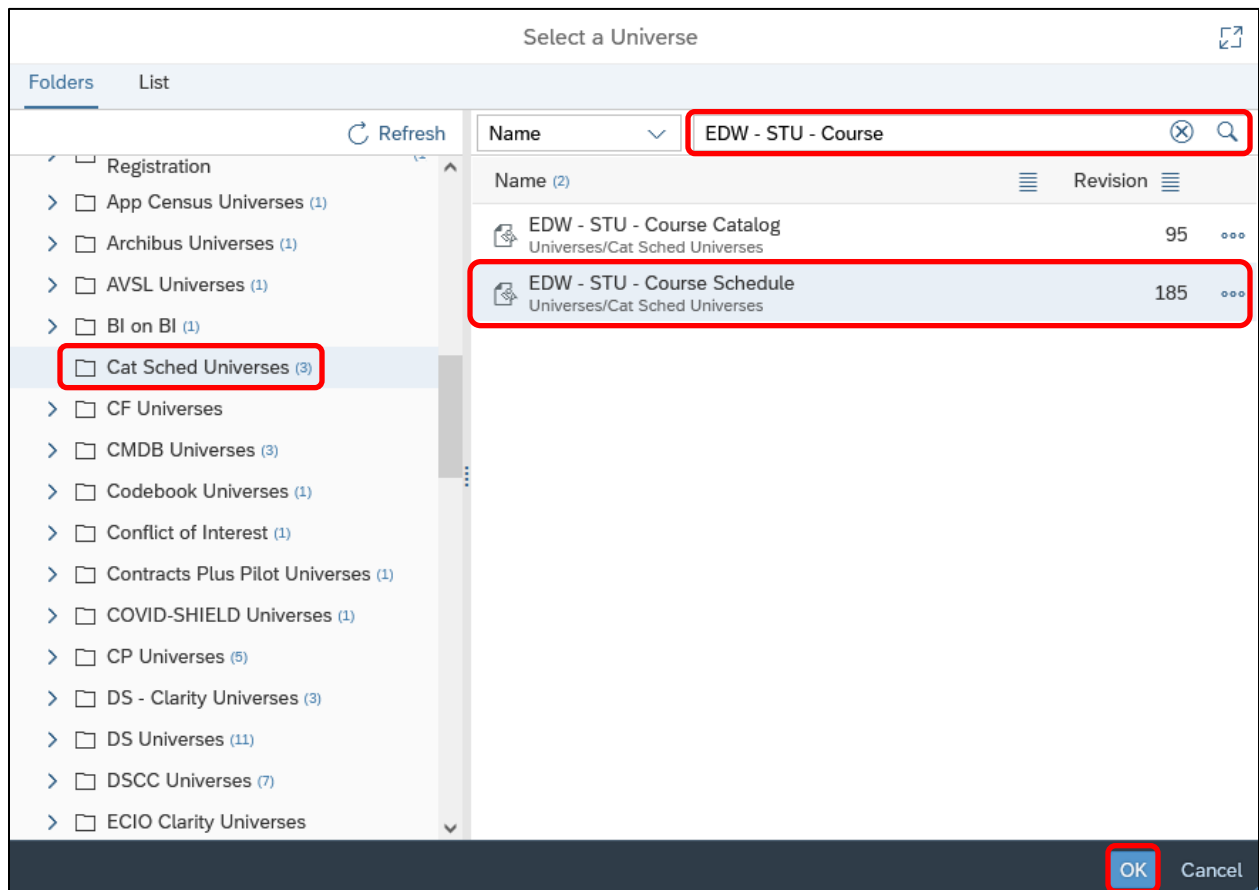 Select a Universe
Folders List
Refresh
Registration
App Census Universes (1)
Archibus Universes (1)
AVSL Universes (1)
BI on BI (1)
Cat Sched Universes (3)
CF Universes
CMDB Universes (3)
Codebook Universes (1)
Conflict of Interest (1)
Contracts Plus Pilot Universes (1)
COVID-SHIELD Universes (1)
CP Universes (5)
DS - Clarity Universes (3)
DS Universes (11)
DSCC Universes (7)
ECIO Clarity Universes
Name EDW - STU - Course
Name (2) Revision
EDW - STU - Course Catalog 95
Universes/Cat Sched Universes
EDW - STU - Course Schedule 185
Universes/Cat Sched Universes
OK Cancel